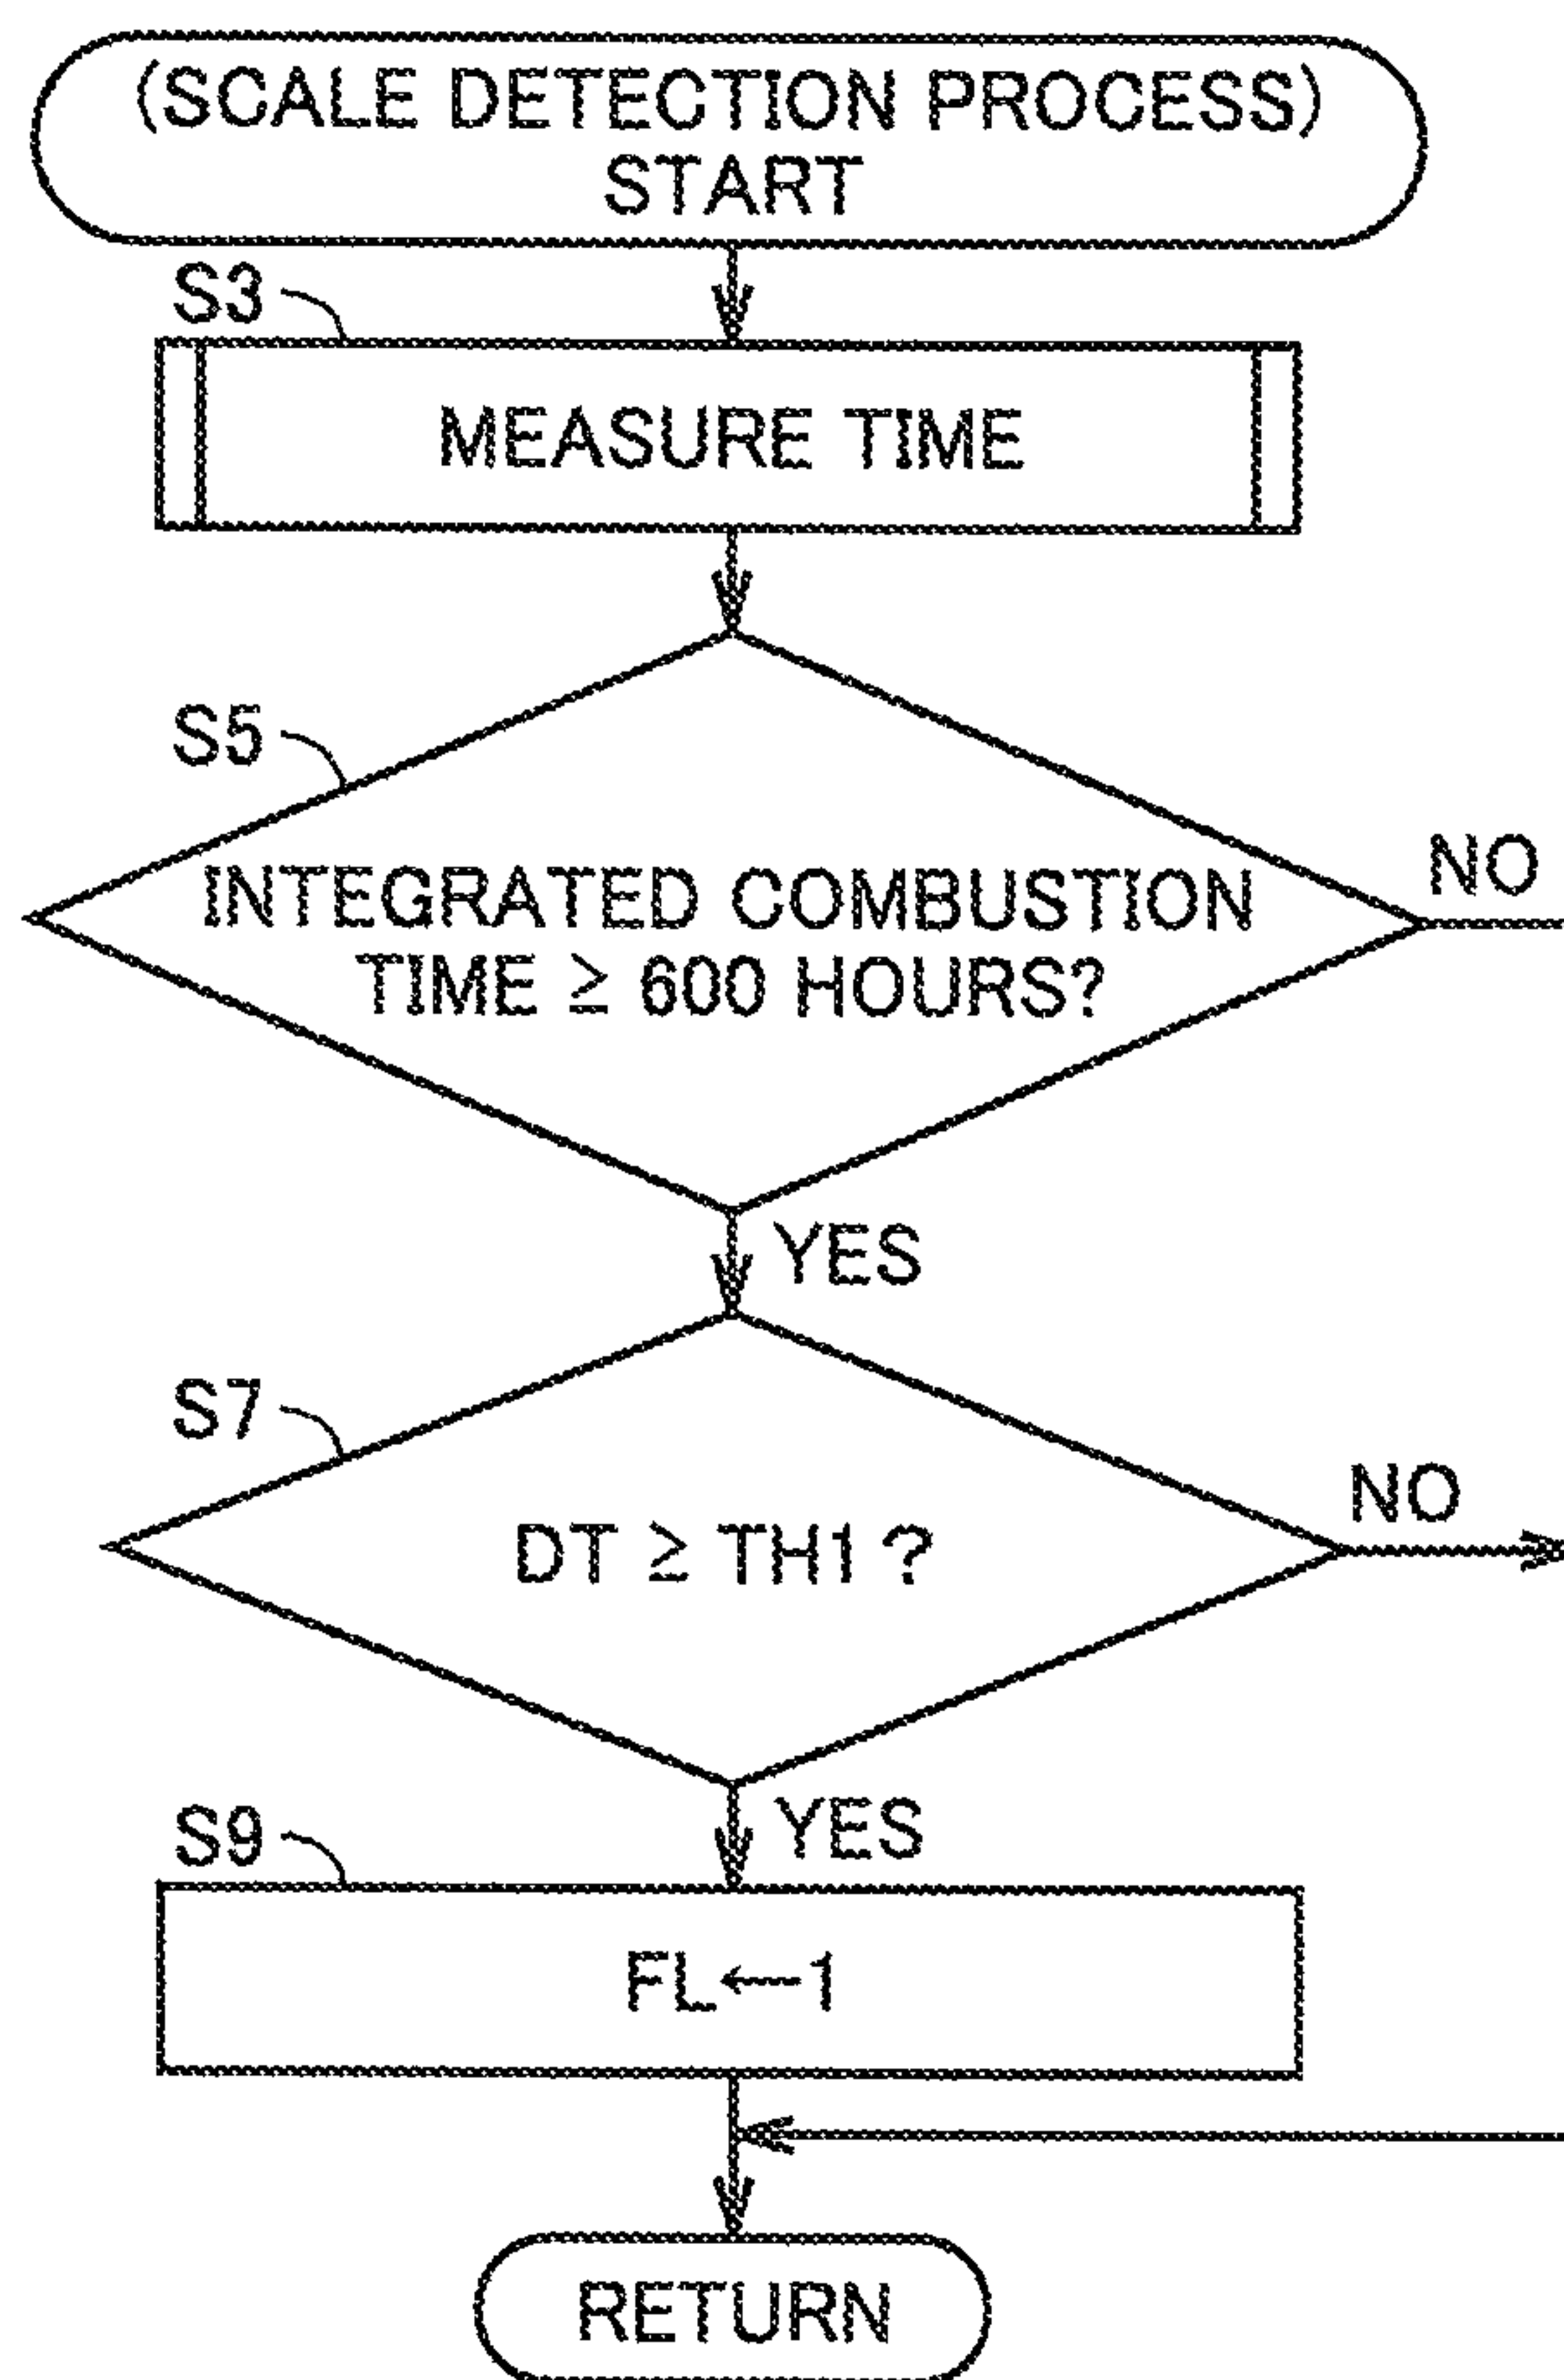 (SCALE DETECTION PROCESS)
START
S3
MEASURE TIME
S5
INTEGRATED COMBUSTION
TIME ≥ 600 HOURS?
NO
YES
S7
DT ≥ TH1 ?
NO
YES
S9
FL←1
RETURN